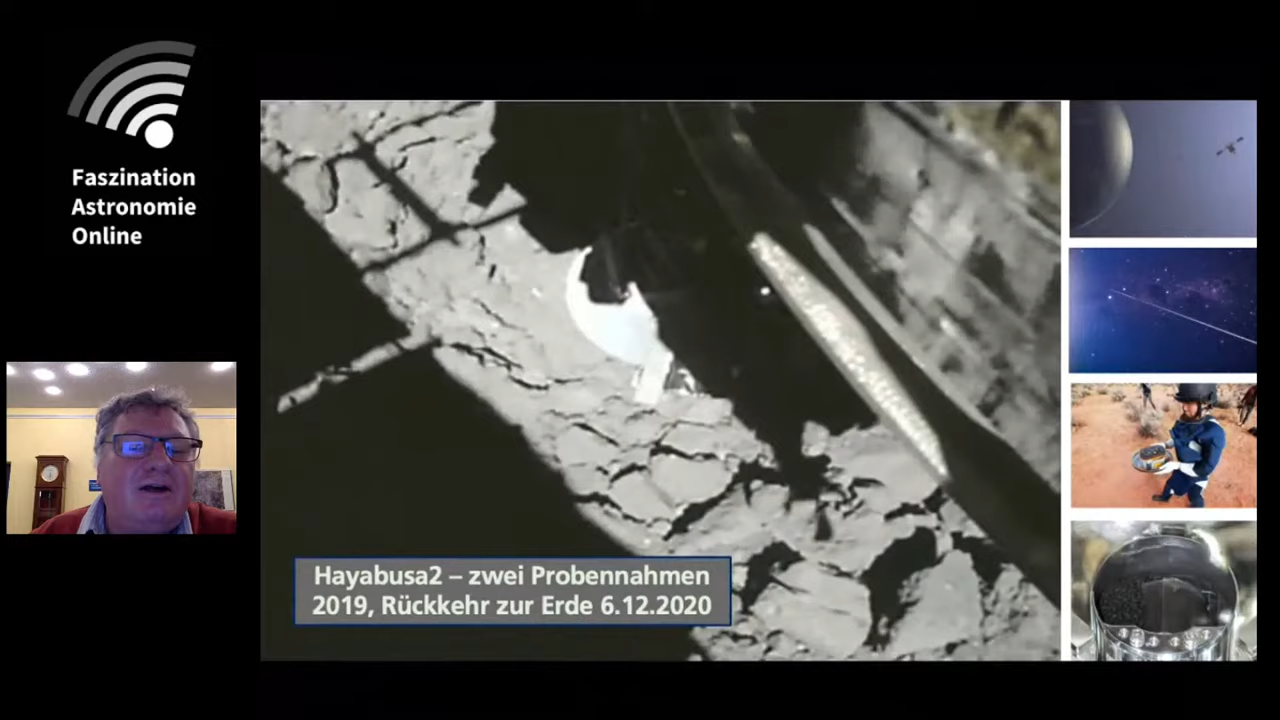 Faszination
Astronomie
Online
Hayabusa2 – zwei Probennahmen
2019, Rückkehr zur Erde 6.12.2020